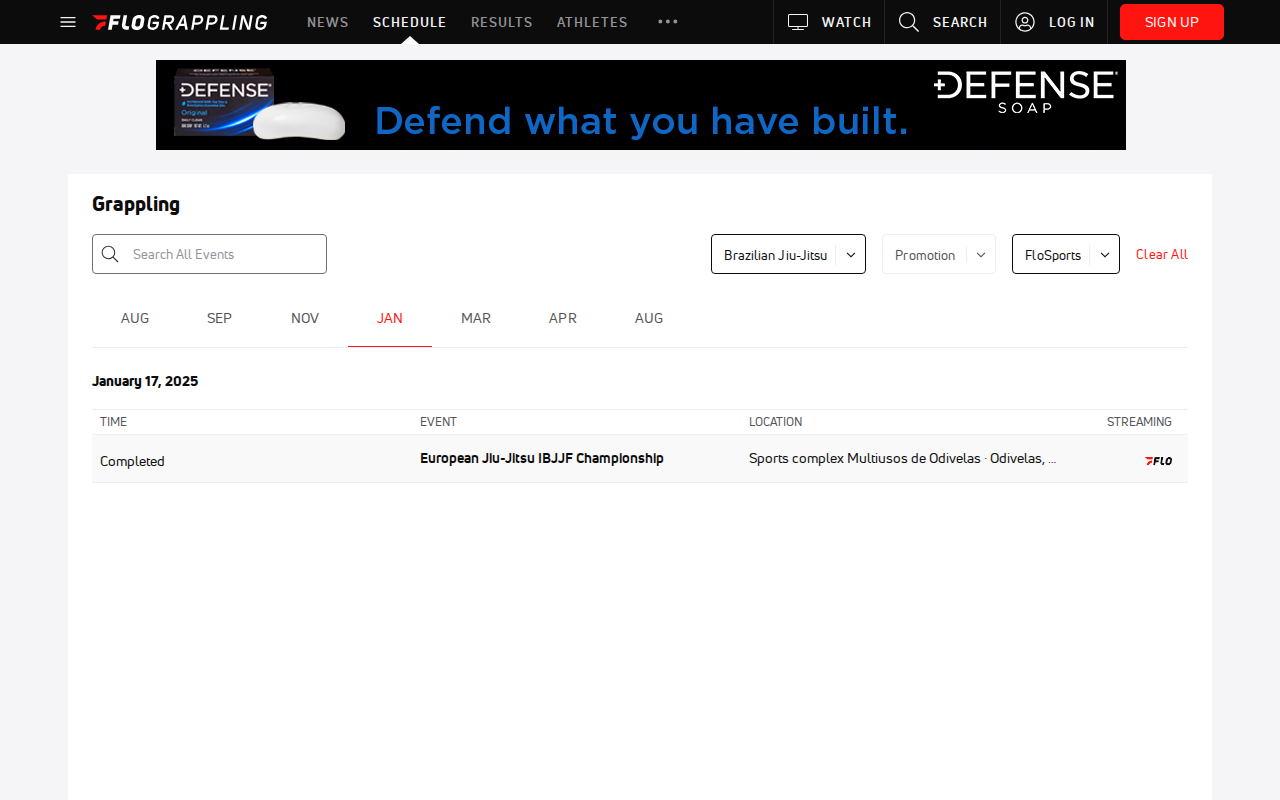 FLOGRAPPLING NEWS SCHEDULE RESULTS ATHLETES ••• WATCH SEARCH LOG IN SIGN UP
DEFENSE
Original
Defend what you have built.
DEFENSE
SOAP
Grappling
Search All Events Brazilian Jiu-Jitsu Promotion FloSports Clear All
AUG SEP NOV JAN MAR APR AUG
January 17, 2025
TIME EVENT LOCATION STREAMING
Completed European Jiu-Jitsu IBJJF Championship Sports complex Multiusos de Odivelas · Odivelas, ... FLO